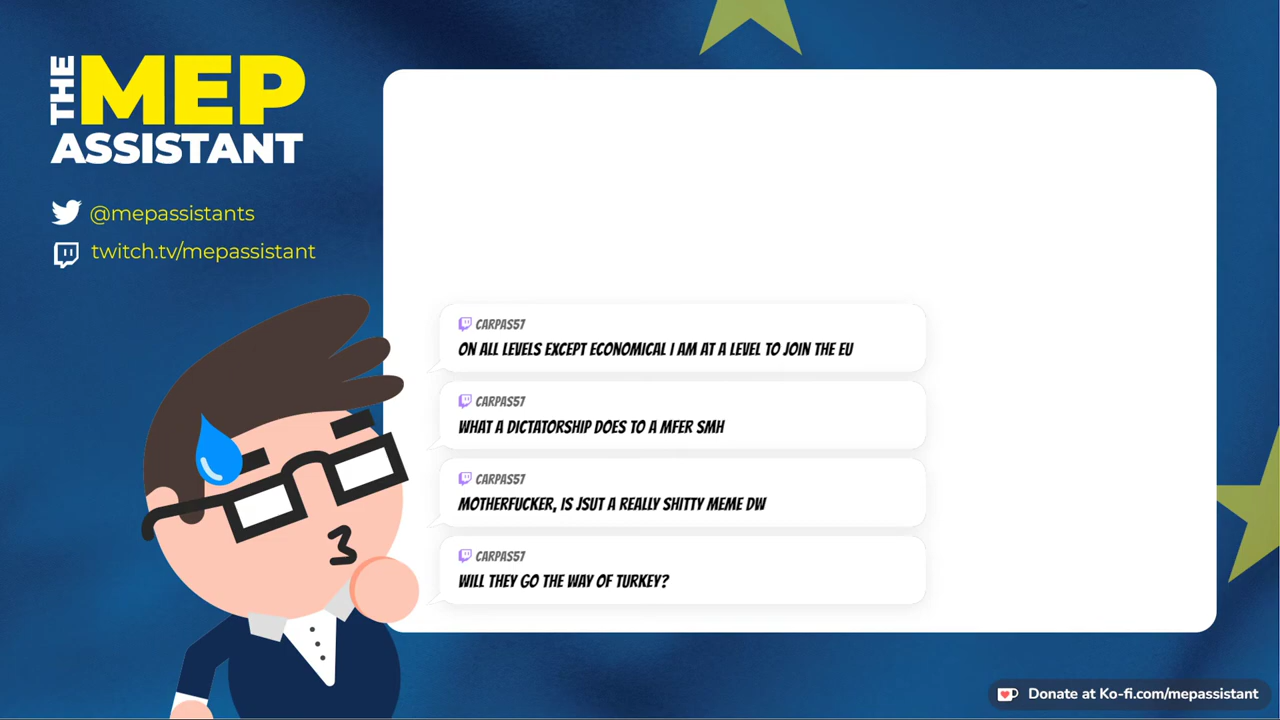 THE MEP
ASSISTANT
@mepassistants
twitch.tv/mepassistant
CARPAS57
ON ALL LEVELS EXCEPT ECONOMICAL I AM AT A LEVEL TO JOIN THE EU
CARPAS57
WHAT A DICTATORSHIP DOES TO A MFER SMH
CARPAS57
MOTHERFUCKER, IS JSUT A REALLY SHITTY MEME DW
CARPAS57
WILL THEY GO THE WAY OF TURKEY?
Donate at Ko-fi.com/mepassistant